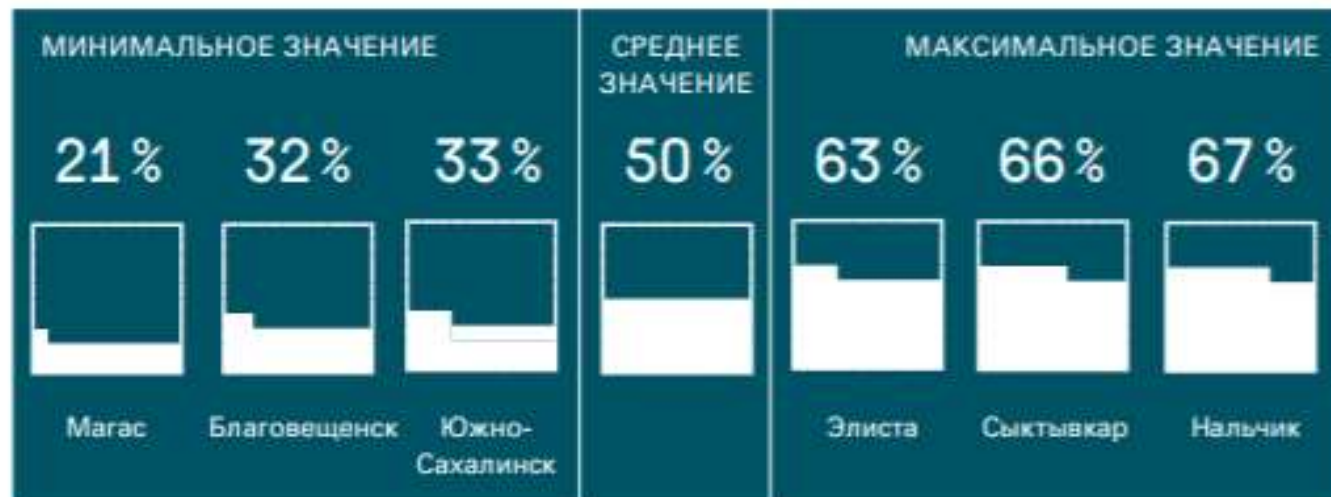 МИНИМАЛЬНОЕ ЗНАЧЕНИЕ
21 %
32 %
33 %
Магас
Благовещенск
Южно-
Сахалинск
СРЕДНЕЕ
ЗНАЧЕНИЕ
50 %
МАКСИМАЛЬНОЕ ЗНАЧЕНИЕ
63 %
66 %
67 %
Элиста
Сыктывкар
Нальчик